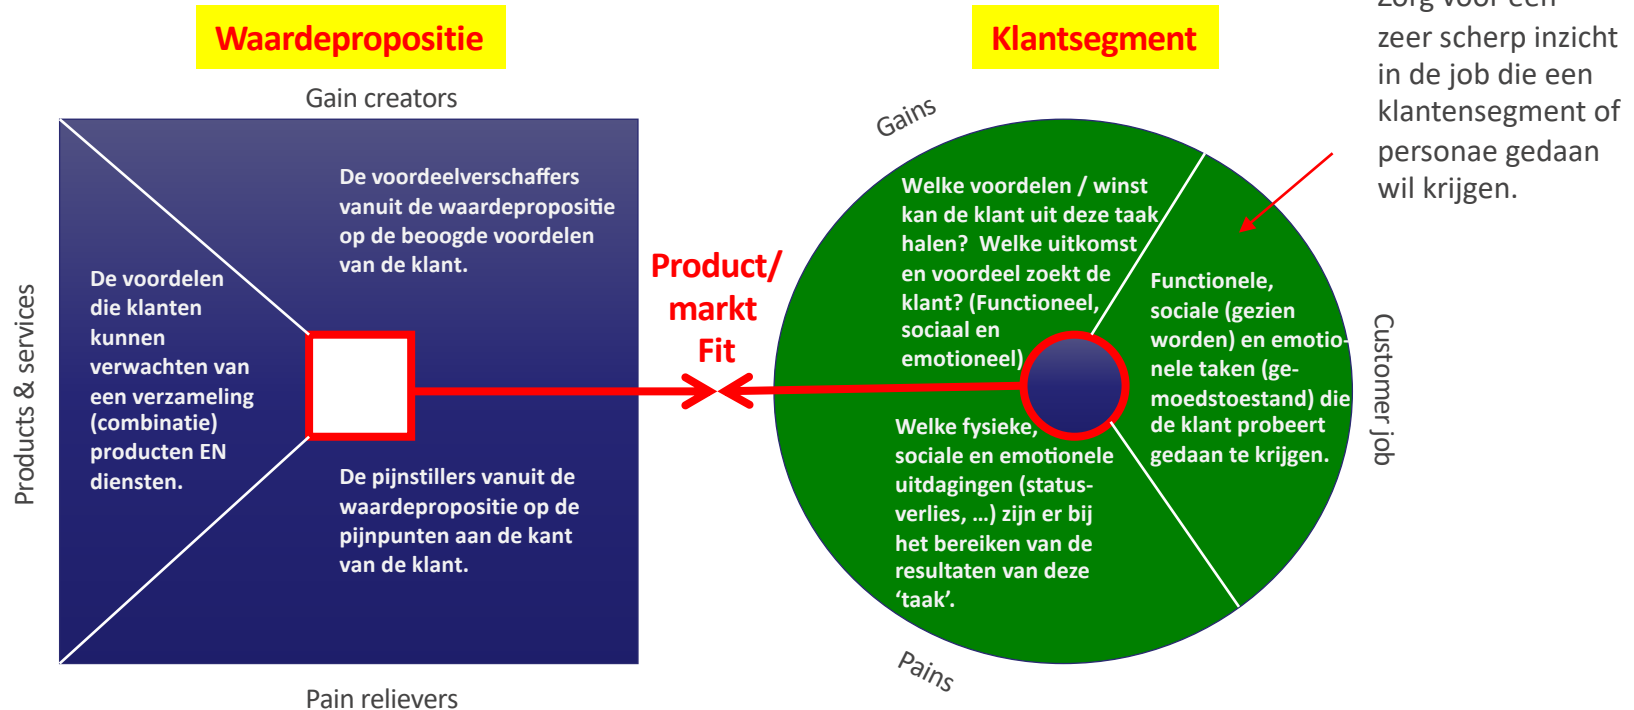 Waardepropositie
Gain creators
De voordeelverschaffers
vanuit de waardepropositie
op de beoogde voordelen
van de klant.
Products & services
De voordelen
die klanten
kunnen
verwachten van
een verzameling
(combinatie)
producten EN
diensten.
De pijnstillers vanuit de
waardepropositie op de
pijnpunten aan de kant
van de klant.
Pain relievers
Product/
markt
Fit
Klantsegment
Gains
Welke voordelen / winst
kan de klant uit deze taak
halen? Welke uitkomst
en voordeel zoekt de
klant? (Functioneel,
sociaal en
emotioneel)
Functionele,
sociale (gezien
worden) en emotio-
nele taken (ge-
moedstoestand) die
de klant probeert
gedaan te krijgen.
Customer job
Welke fysieke,
sociale en emotionele
uitdagingen (status-
verlies, ...) zijn er bij
het bereiken van de
resultaten van deze
‘taak’.
Pains
Zorg voor een
zeer scherp inzicht
in de job die een
klantensegment of
personae gedaan
wil krijgen.